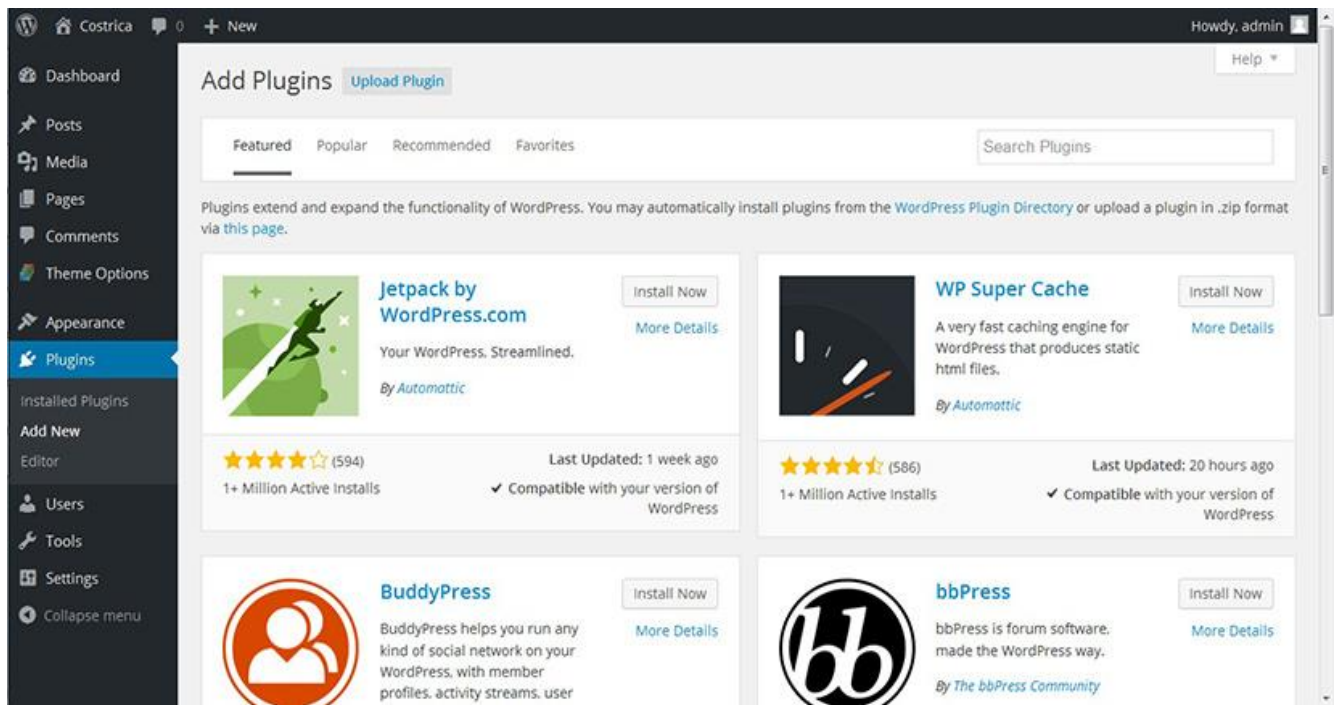 Costrica 0 + New Howdy, admin
Help
Dashboard
Posts
Media
Pages
Comments
Theme Options
Appearance
Plugins
Installed Plugins
Add New
Editor
Users
Tools
Settings
Collapse menu
Add Plugins Upload Plugin
Featured Popular Recommended Favorites Search Plugins
Plugins extend and expand the functionality of WordPress. You may automatically install plugins from the WordPress Plugin Directory or upload a plugin in .zip format
via this page.
Jetpack by
WordPress.com
Install Now
More Details
Your WordPress. Streamlined.
By Automattic
(594)
1+ Million Active Installs
Last Updated: 1 week ago
✔ Compatible with your version of
WordPress
WP Super Cache
Install Now
More Details
A very fast caching engine for
WordPress that produces static
html files.
By Automattic
(586)
1+ Million Active Installs
Last Updated: 20 hours ago
✔ Compatible with your version of
WordPress
BuddyPress
Install Now
More Details
BuddyPress helps you run any
kind of social network on your
WordPress, with member
profiles, activity streams, user
bb
bbPress
Install Now
More Details
bbPress is forum software,
made the WordPress way.
By The bbPress Community